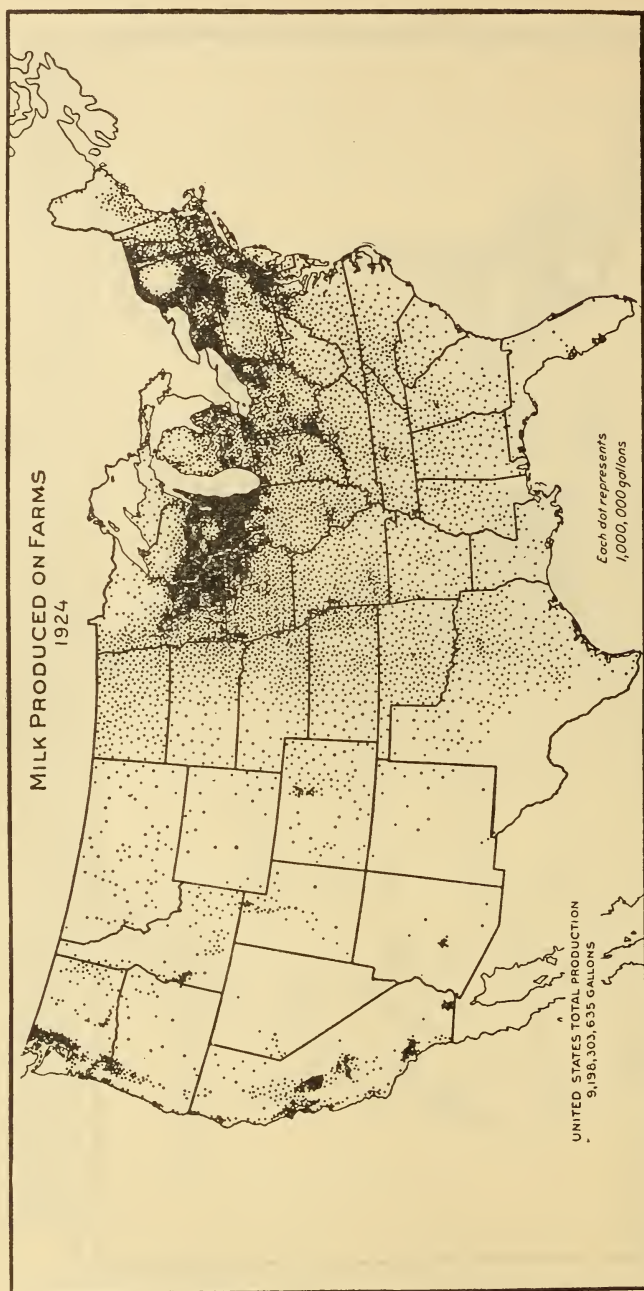 MILK PRODUCED ON FARMS
1924
Each dot represents
1,000,000 gallons
UNITED STATES TOTAL PRODUCTION
9,198,303,635 GALLONS